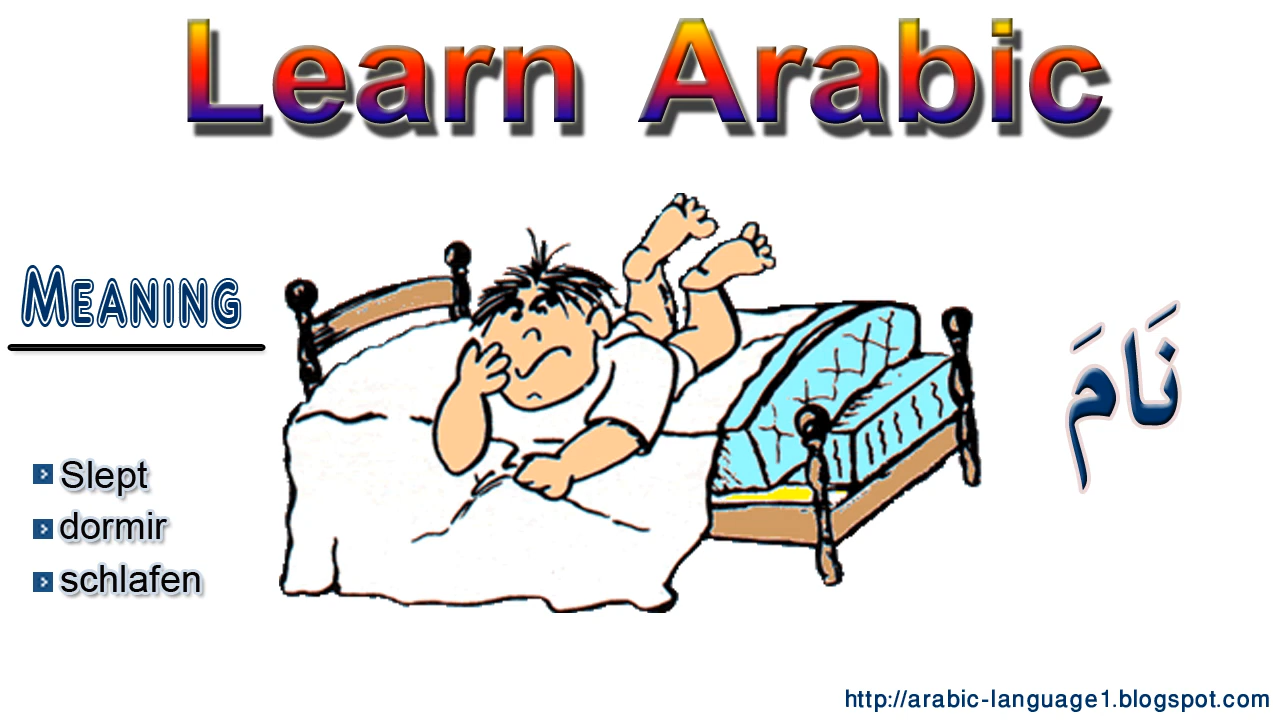 Learn Arabic
Meaning
Slept
dormir
schlafen
نَامَ
http://arabic-language1.blogspot.com